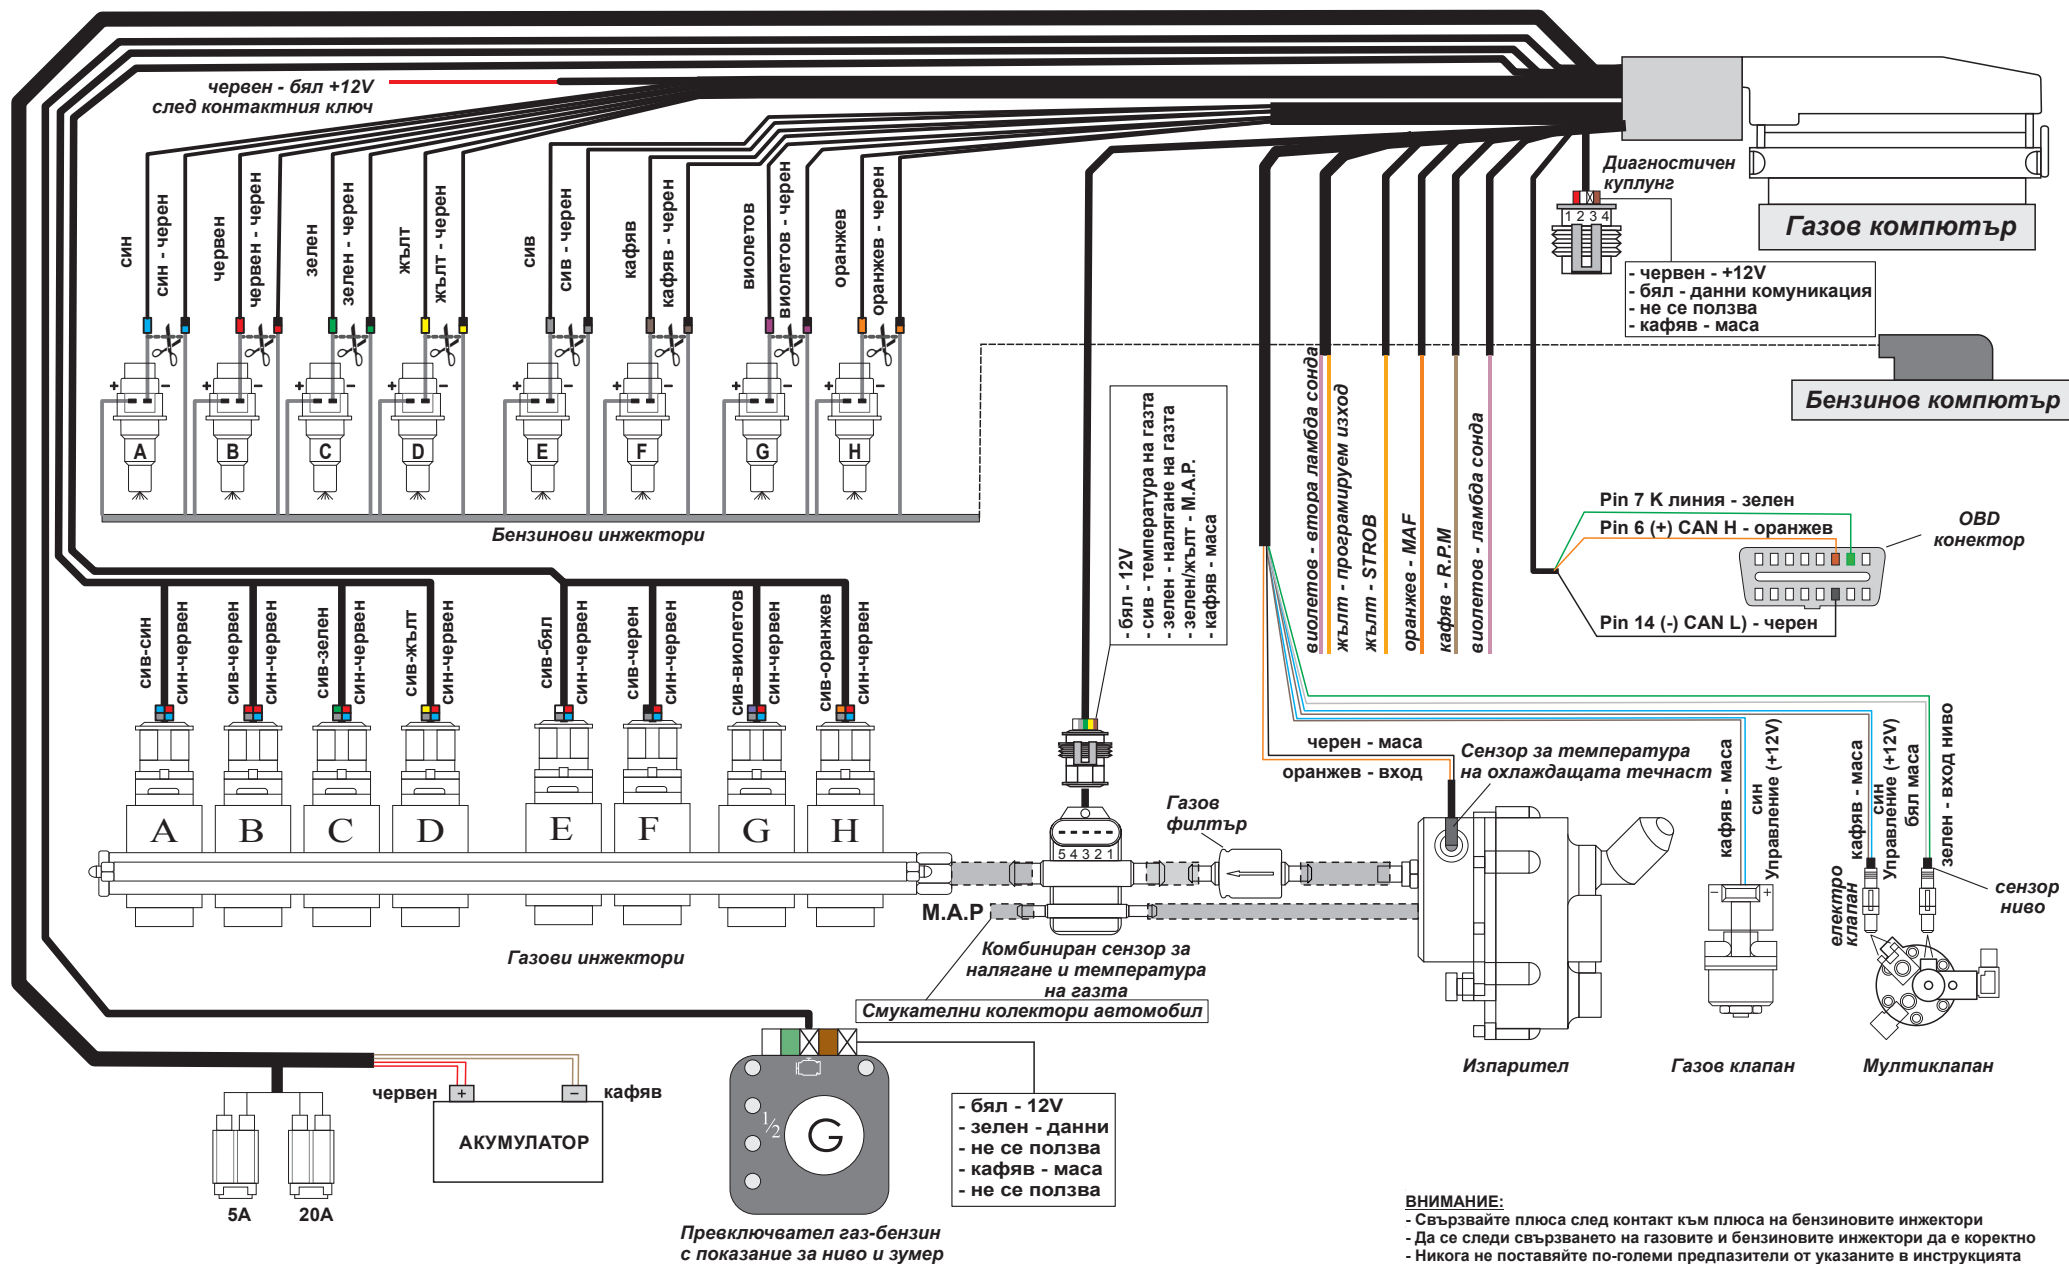 червен - бял +12V
след контактния ключ
син
син - черен
червен
червен - черен
зелен
зелен - черен
жълт
жълт - черен
сив
сив - черен
кафяв
кафяв - черен
виолетов
виолетов - черен
оранжев
оранжев - черен
Диагностичен
куплунг
1 2 3 4
Газов компютър
- червен - +12V
- бял - данни комуникация
- не се ползва
- кафяв - маса
Бензинов компютър
+ −
+ −
+ −
+ −
+ −
+ −
+ −
+ −
A
B
C
D
E
F
G
H
Бензинови инжектори
- бял - 12V
- сив - температура на газта
- зелен - налягане на газта
- зелен/жълт - M.A.P.
- кафяв - маса
виолетов - втора ламбда сонда
жълт - програмируем изход
жълт - STROB
оранжев - MAF
кафяв - R.P.M
виолетов - ламбда сонда
Pin 7 K линия - зелен
Pin 6 (+) CAN H - оранжев
Pin 14 (-) CAN L) - черен
OBD
конектор
сив-син
син-червен
сив-червен
син-червен
сив-зелен
син-червен
сив-жълт
син-червен
сив-бял
син-червен
сив-черен
син-червен
сив-виолетов
син-червен
сив-оранжев
син-червен
A
B
C
D
E
F
G
H
Газови инжектори
черен - маса
оранжев - вход
Сензор за температура
на охлаждащата течнаст
Газов
филтър
5 4 3 2 1
M.A.P
Комбиниран сензор за
налягане и температура
на газта
Смукателни колектори автомобил
Изпарител
кафяв - маса
син
Управление (+12V)
− +
Газов клапан
кафяв - маса
син
Управление (+12V)
бял маса
зелен - вход ниво
електро
клапан
сензор
ниво
Мултиклапан
червен
+
−
кафяв
АКУМУЛАТОР
5A
20A
1/2
G
- бял - 12V
- зелен - данни
- не се ползва
- кафяв - маса
- не се ползва
Превключвател газ-бензин
с показание за ниво и зумер
ВНИМАНИЕ:
- Свързвайте плюса след контакт към плюса на бензиновите инжектори
- Да се следи свързването на газовите и бензиновите инжектори да е коректно
- Никога не поставяйте по-големи предпазители от указаните в инструкцията